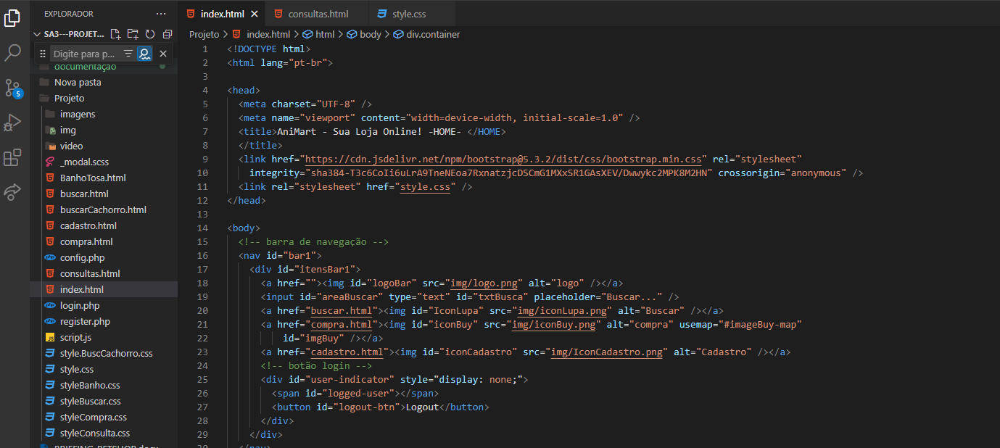 EXPLORADOR ···
SA3---PROJET...
Digite para p...
documentação
Nova pasta
Projeto
imagens
img
video
_modal.scss
BanhoTosa.html
buscar.html
buscarCachorro.html
cadastro.html
compra.html
config.php
consultas.html
index.html
login.php
register.php
script.js
style.BuscCachorro.css
style.css
styleBanho.css
styleBuscar.css
styleCompra.css
styleConsulta.css
5
index.html consultas.html style.css
Projeto > index.html > html > body > div.container
1 <!DOCTYPE html>
2 <html lang="pt-br">
3
4 <head>
5 <meta charset="UTF-8" />
6 <meta name="viewport" content="width=device-width, initial-scale=1.0" />
7 <title>AniMart - Sua Loja Online! -HOME- </HOME>
8 </title>
9 <link href="https://cdn.jsdelivr.net/npm/bootstrap@5.3.2/dist/css/bootstrap.min.css" rel="stylesheet"
10 integrity="sha384-T3c6CoIi6uLrA9TneNEoa7RxnatzjcDSCmG1MXxSR1GAsXEV/Dwwykc2MPK8M2HN" crossorigin="anonymous" />
11 <link rel="stylesheet" href="style.css" />
12 </head>
13
14 <body>
15 <!-- barra de navegação -->
16 <nav id="bar1">
17 <div id="itensBar1">
18 <a href=""><img id="logoBar" src="img/logo.png" alt="logo" /></a>
19 <input id="areaBuscar" type="text" id="txtBusca" placeholder="Buscar..." />
20 <a href="buscar.html"><img id="IconLupa" src="img/iconLupa.png" alt="Buscar" /></a>
21 <a href="compra.html"><img id="iconBuy" src="img/iconBuy.png" alt="compra" usemap="#imageBuy-map"
22 id="imgBuy" /></a>
23 <a href="cadastro.html"><img id="iconCadastro" src="img/IconCadastro.png" alt="Cadastro" /></a>
24 <!-- botão login -->
25 <div id="user-indicator" style="display: none;">
26 <span id="logged-user"></span>
27 <button id="logout-btn">Logout</button>
28 </div>
29 </div>